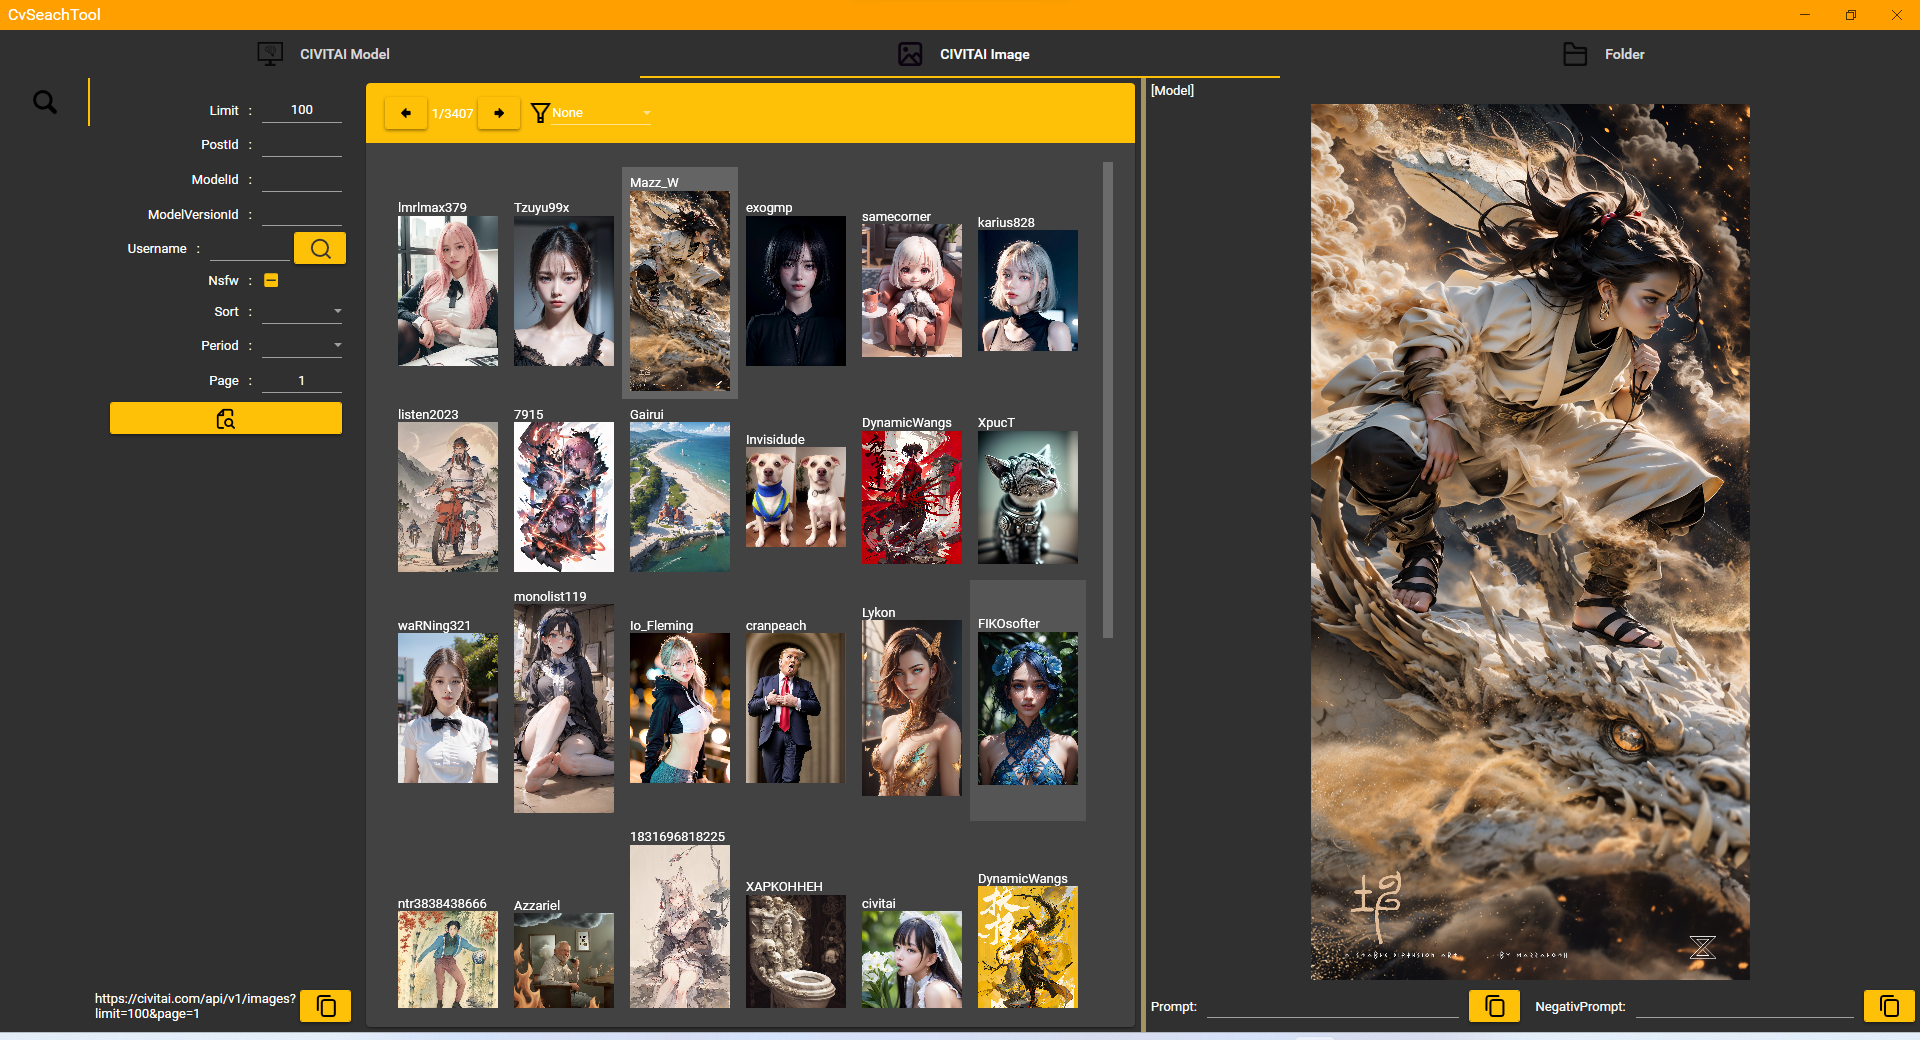 CvSeachTool
CIVITAI Model
CIVITAI Image
Folder
Limit : 100
PostId :
ModelId :
ModelVersionId :
Username :
Nsfw :
Sort :
Period :
Page : 1
https://civitai.com/api/v1/images?
limit=100&page=1
1/3407
None
Mazz_W
lmrlmax379
Tzuyu99x
exogmp
samecorner
karius828
listen2023
7915
Gairui
Invisidude
DynamicWangs
XpucT
waRNing321
monolist119
Io_Fleming
cranpeach
Lykon
FIKOsofter
ntr3838438666
Azzariel
1831696818225
XAPKOHHEH
civitai
DynamicWangs
[Model]
Prompt:
NegativPrompt: